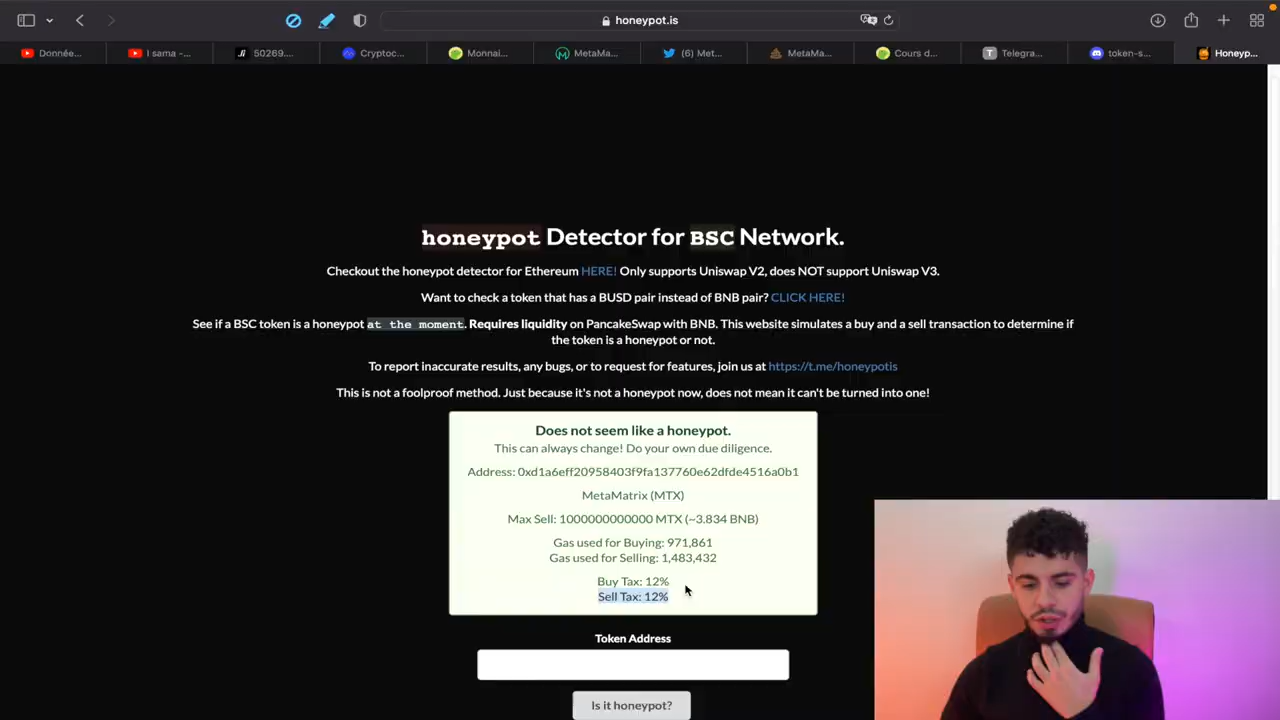 honeypot.is
Donnée...
I sama -...
50269....
Cryptoc...
Monnai...
MetaMa...
(6) Met...
MetaMa...
Cours d...
Telegra...
token-s...
Honeyp...
honeypot Detector for BSC Network.
Checkout the honeypot detector for Ethereum HERE! Only supports Uniswap V2, does NOT support Uniswap V3.
Want to check a token that has a BUSD pair instead of BNB pair? CLICK HERE!
See if a BSC token is a honeypot at the moment. Requires liquidity on PancakeSwap with BNB. This website simulates a buy and a sell transaction to determine if
the token is a honeypot or not.
To report inaccurate results, any bugs, or to request for features, join us at https://t.me/honeypotis
This is not a foolproof method. Just because it's not a honeypot now, does not mean it can't be turned into one!
Does not seem like a honeypot.
This can always change! Do your own due diligence.
Address: 0xd1a6eff20958403f9fa137760e62dfde4516a0b1
MetaMatrix (MTX)
Max Sell: 1000000000000 MTX (~3.834 BNB)
Gas used for Buying: 971,861
Gas used for Selling: 1,483,432
Buy Tax: 12%
Sell Tax: 12%
Token Address
Is it honeypot?